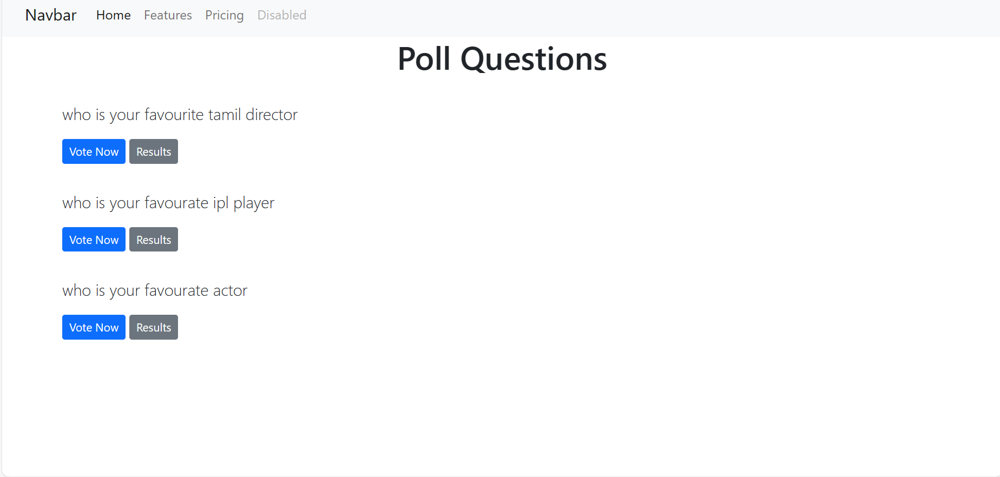 Navbar Home Features Pricing Disabled
Poll Questions
who is your favourite tamil director
Vote Now Results
who is your favourate ipl player
Vote Now Results
who is your favourate actor
Vote Now Results